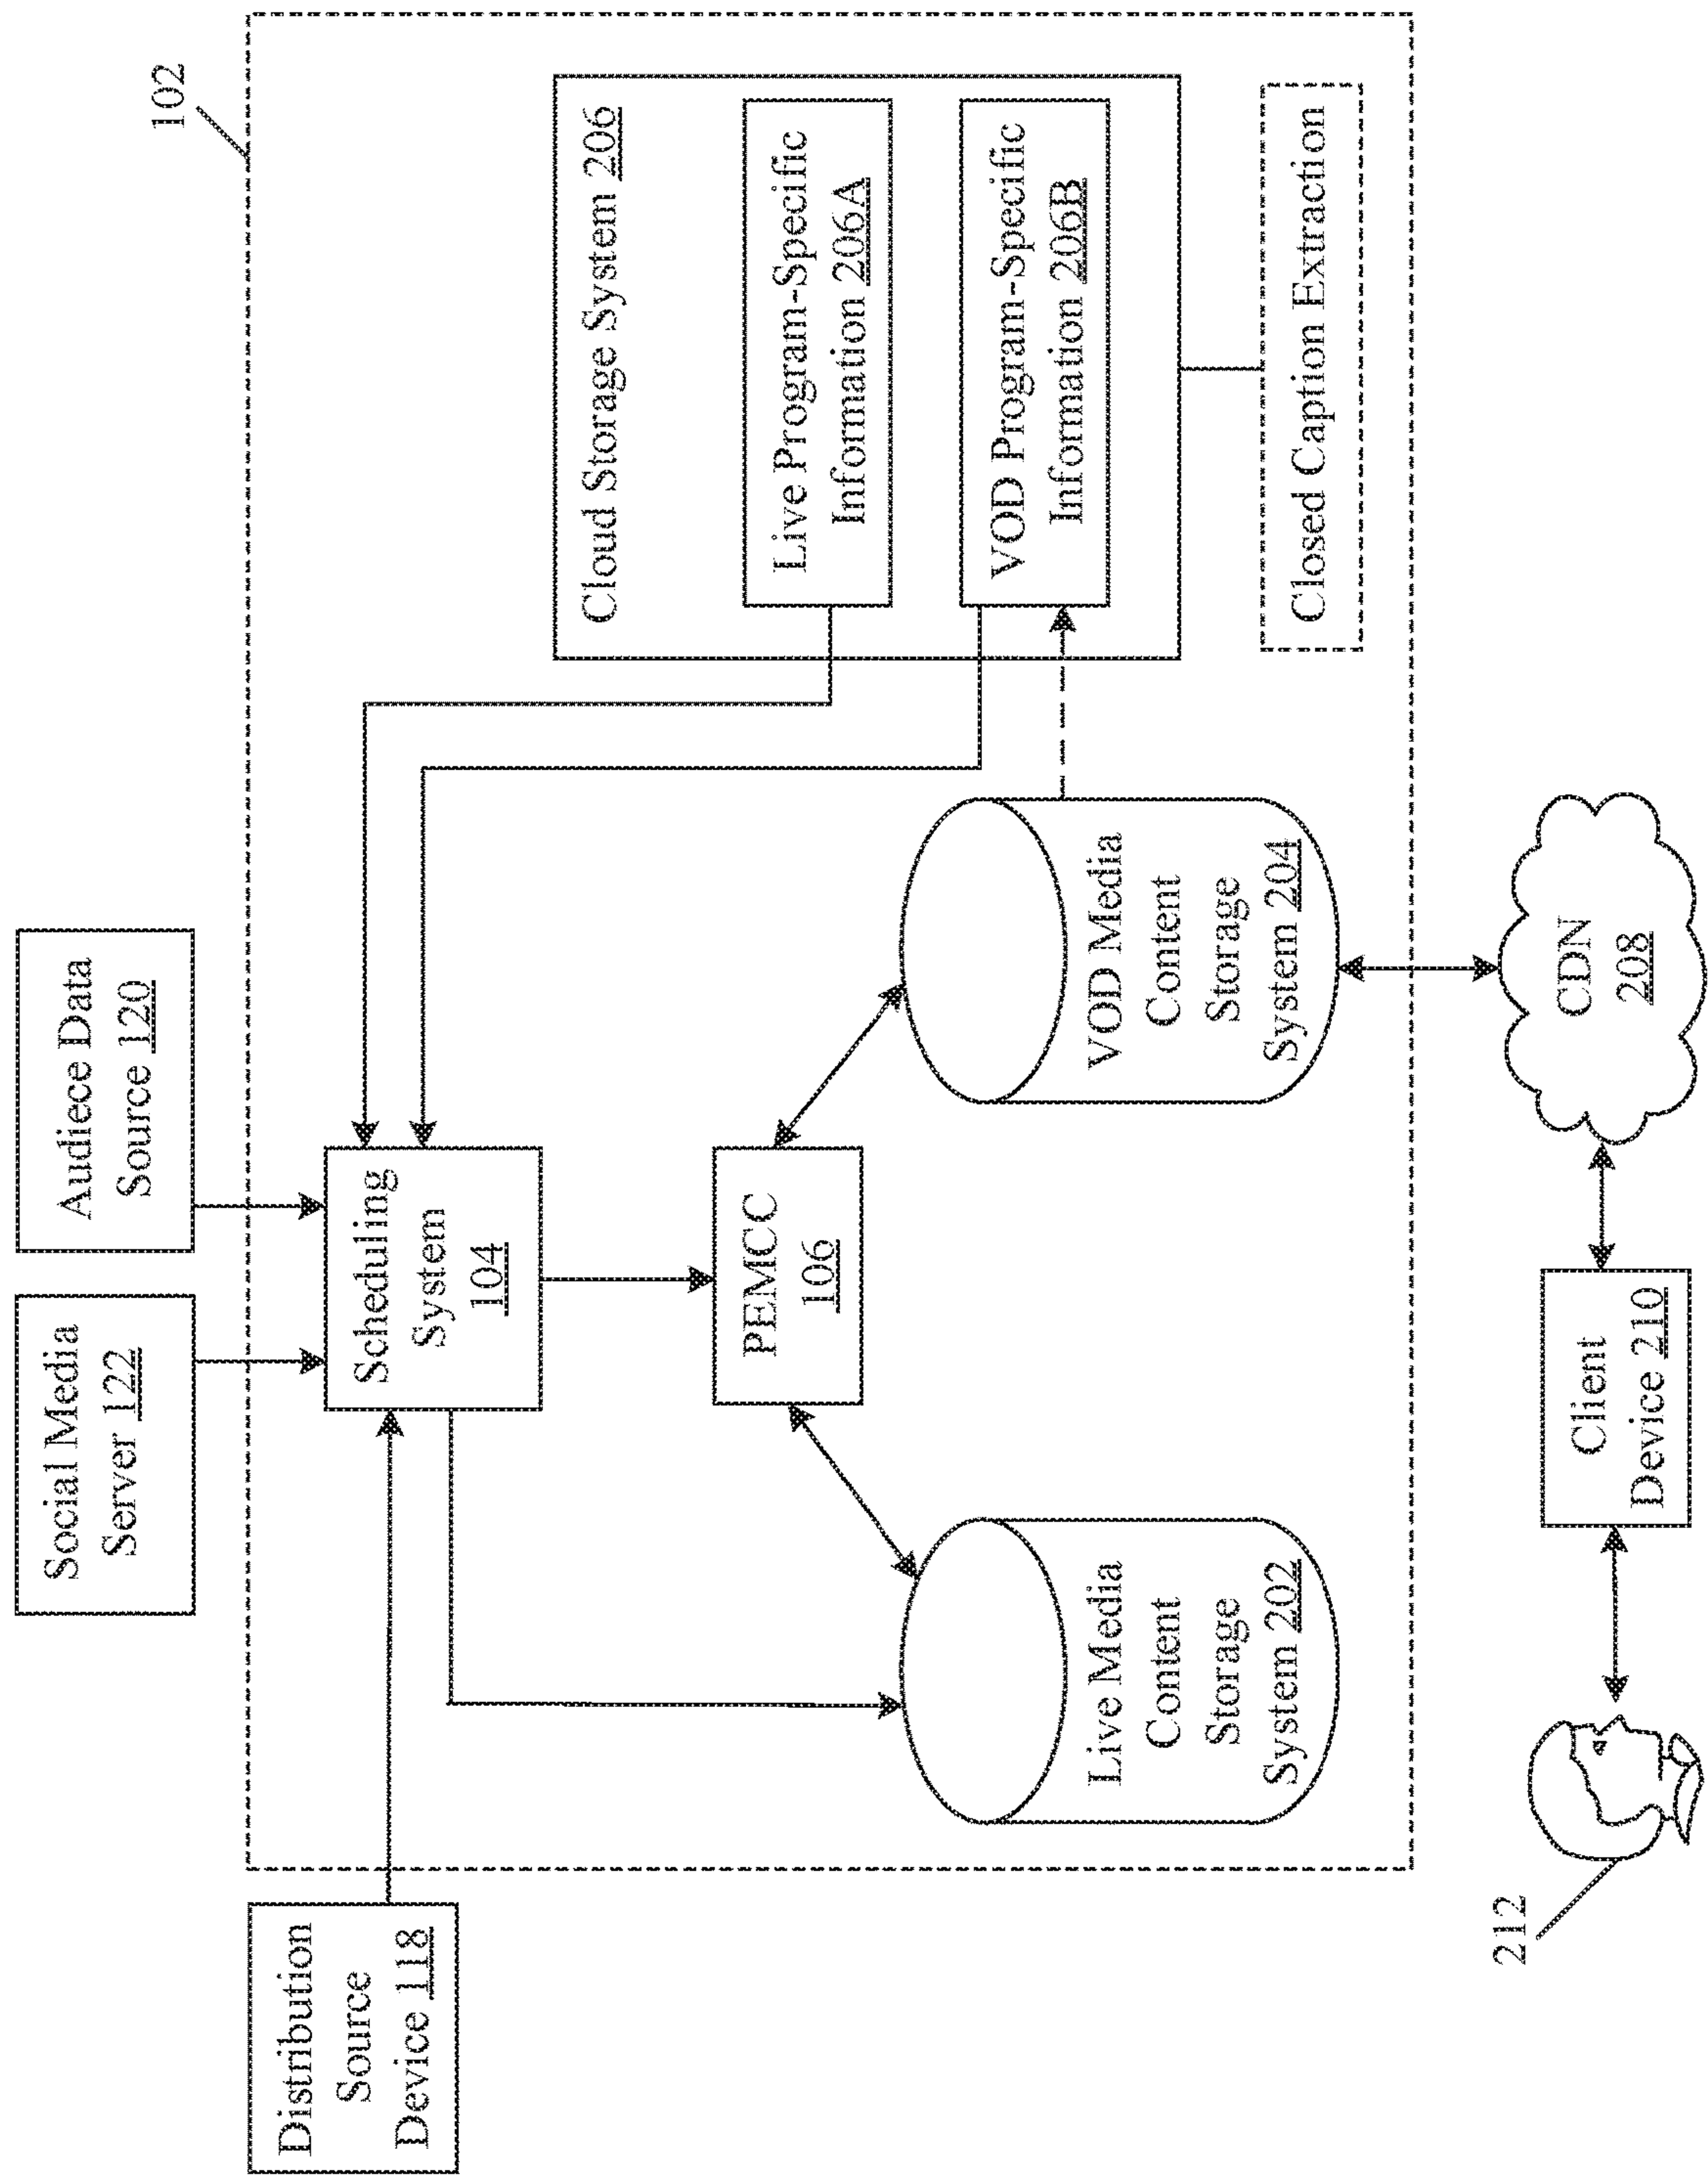 Social Media
Server 122
Audiece Data
Source 120
102
Distribution
Source
Device 118
Scheduling
System
104
Cloud Storage System 206
Live Program-Specific
Information 206A
VOD Program-Specific
Information 206B
PEMCC
106
Live Media
Content
Storage
System 202
VOD Media
Content
Storage
System 204
Closed Caption Extraction
212
Client
Device 210
CDN
208